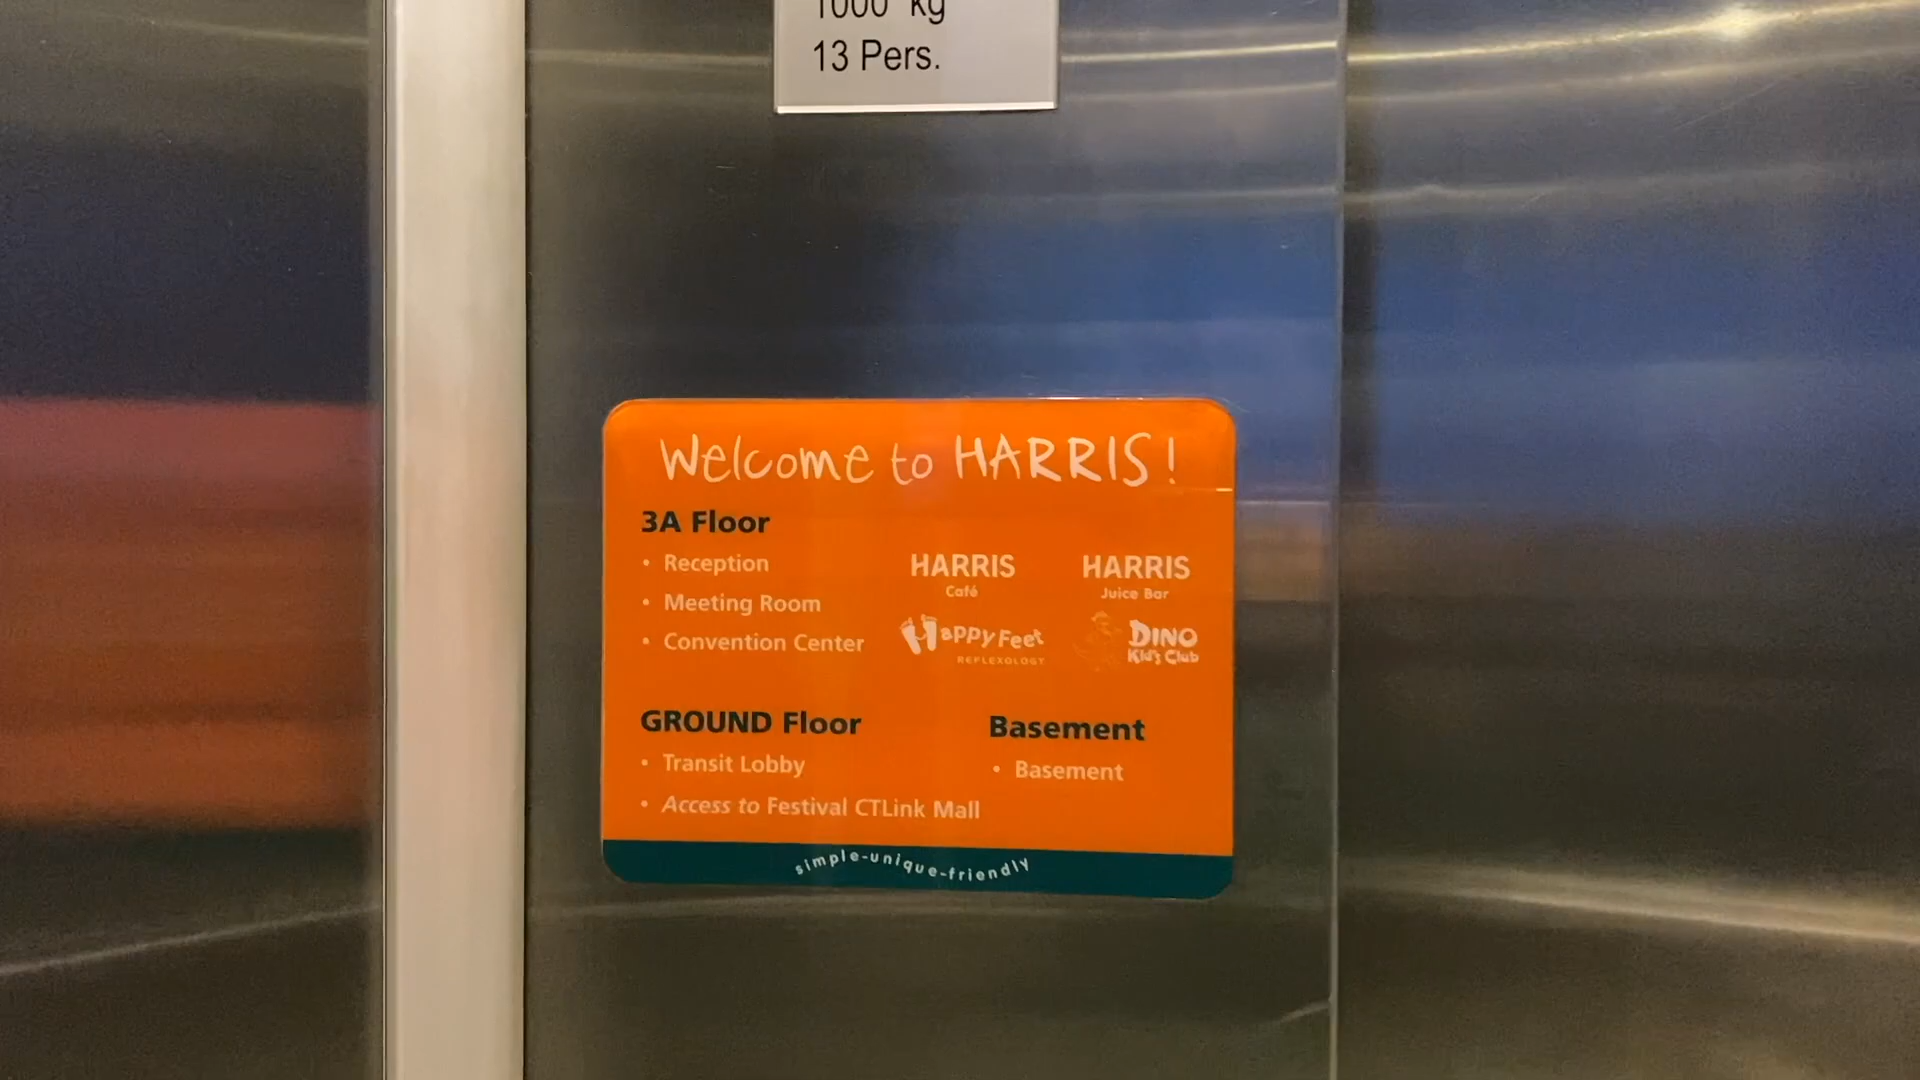 1000 kg
13 Pers.
Welcome to HARRIS!
3A Floor
• Reception
• Meeting Room
• Convention Center
HARRIS
Café
HARRIS
Juice Bar
Happy Feet
REFLEXOLOGY
DINO
Kid's Club
GROUND Floor
• Transit Lobby
• Access to Festival CTLink Mall
Basement
• Basement
simple-unique-friendly